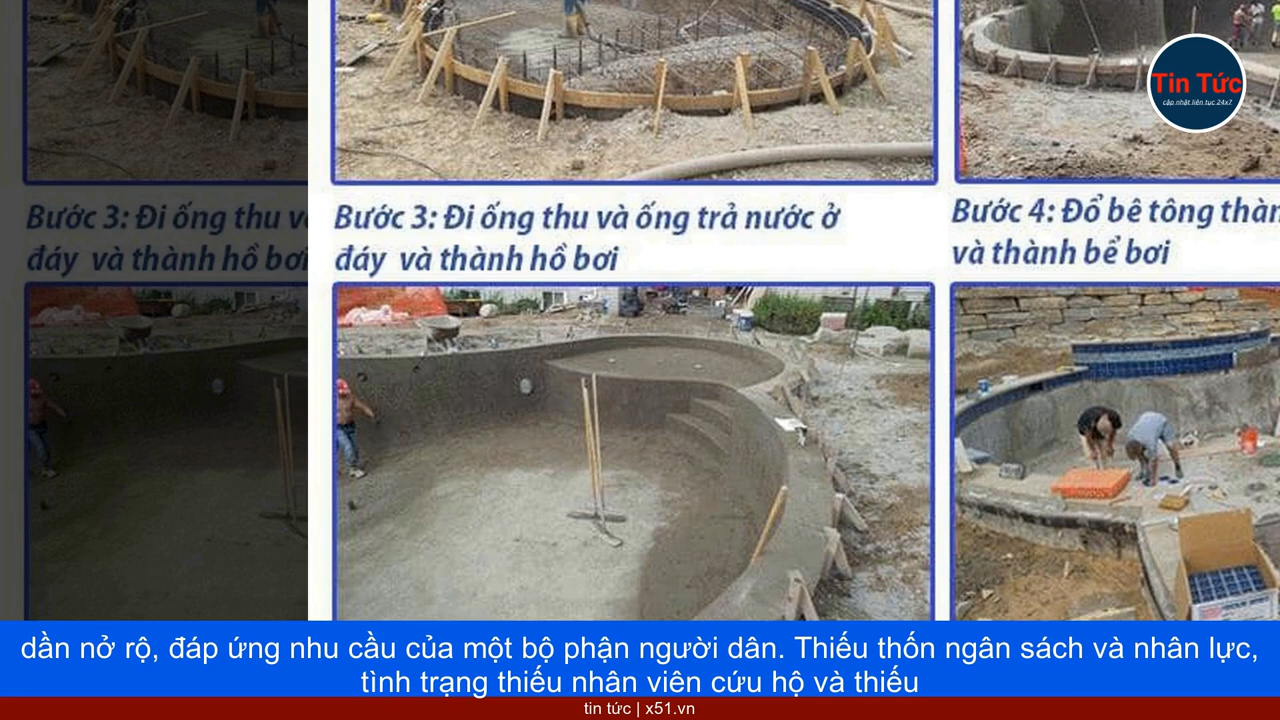 Tin Tức
cập nhật liên tục 24x7
Bước 3: Đi ống thu v
đáy và thành hồ bơi
Bước 3: Đi ống thu và ống trả nước ở
đáy và thành hồ bơi
Bước 4: Đổ bê tông thàn
và thành bể bơi
dần nở rộ, đáp ứng nhu cầu của một bộ phận người dân. Thiếu thốn ngân sách và nhân lực,
tình trạng thiếu nhân viên cứu hộ và thiếu
tin tức | x51.vn